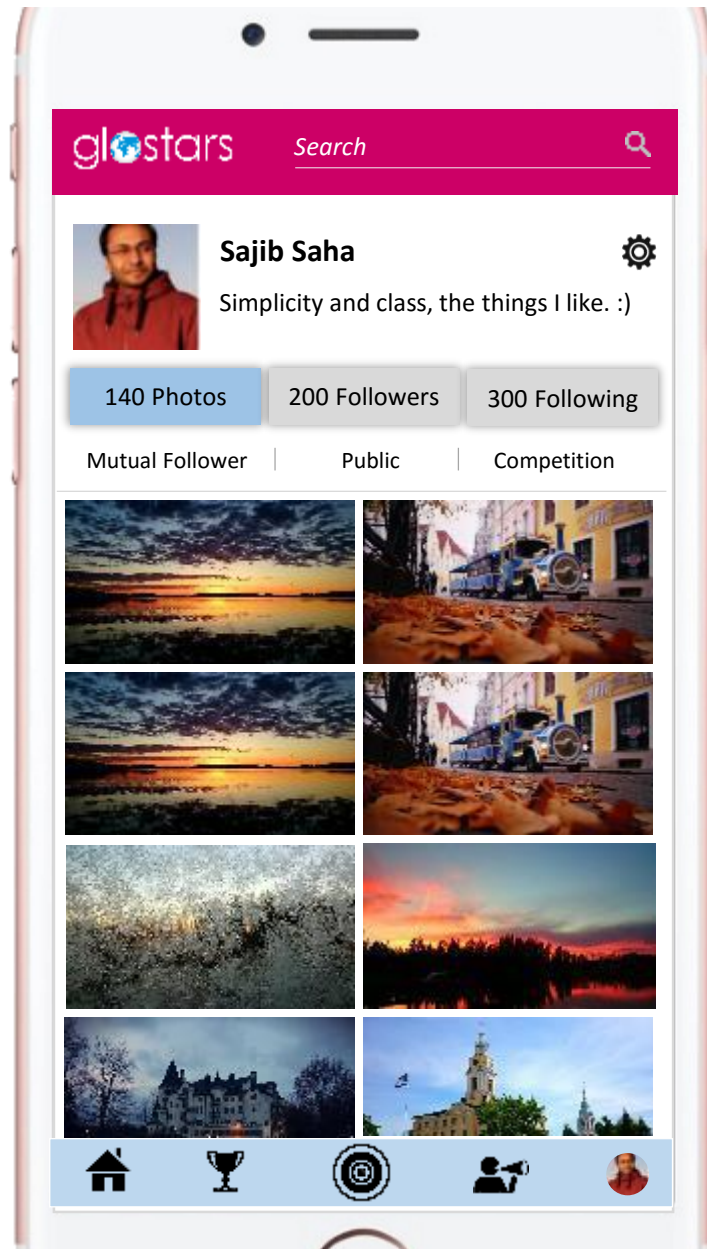 glostars
Search
Sajib Saha
Simplicity and class, the things I like. :)
140 Photos 200 Followers 300 Following
Mutual Follower Public Competition